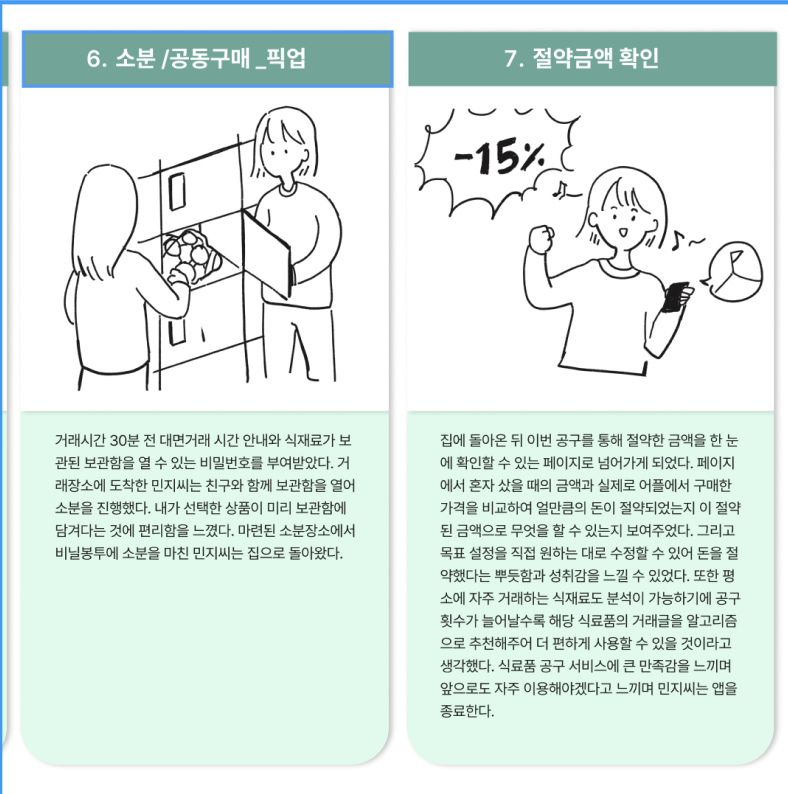 6. 소분 /공동구매 _픽업
거래시간 30분 전 대면거래 시간 안내와 식재료가 보
관된 보관함을 열 수 있는 비밀번호를 부여받았다. 거
래장소에 도착한 민지씨는 친구와 함께 보관함을 열어
소분을 진행했다. 내가 선택한 상품이 미리 보관함에
담겨다는 것에 편리함을 느꼈다. 마련된 소분장소에서
비닐봉투에 소분을 마친 민지씨는 집으로 돌아왔다.
7. 절약금액 확인
-15%
집에 돌아온 뒤 이번 공구를 통해 절약한 금액을 한 눈
에 확인할 수 있는 페이지로 넘어가게 되었다. 페이지
에서 혼자 샀을 때의 금액과 실제로 어플에서 구매한
가격을 비교하여 얼만큼의 돈이 절약되었는지 이 절약
된 금액으로 무엇을 할 수 있는지 보여주었다. 그리고
목표 설정을 직접 원하는 대로 수정할 수 있어 돈을 절
약했다는 뿌듯함과 성취감을 느낄 수 있었다. 또한 평
소에 자주 거래하는 식재료도 분석이 가능하기에 공구
횟수가 늘어날수록 해당 식료품의 거래글을 알고리즘
으로 추천해주어 더 편하게 사용할 수 있을 것이라고
생각했다. 식료품 공구 서비스에 큰 만족감을 느끼며
앞으로도 자주 이용해야겠다고 느끼며 민지씨는 앱을
종료한다.